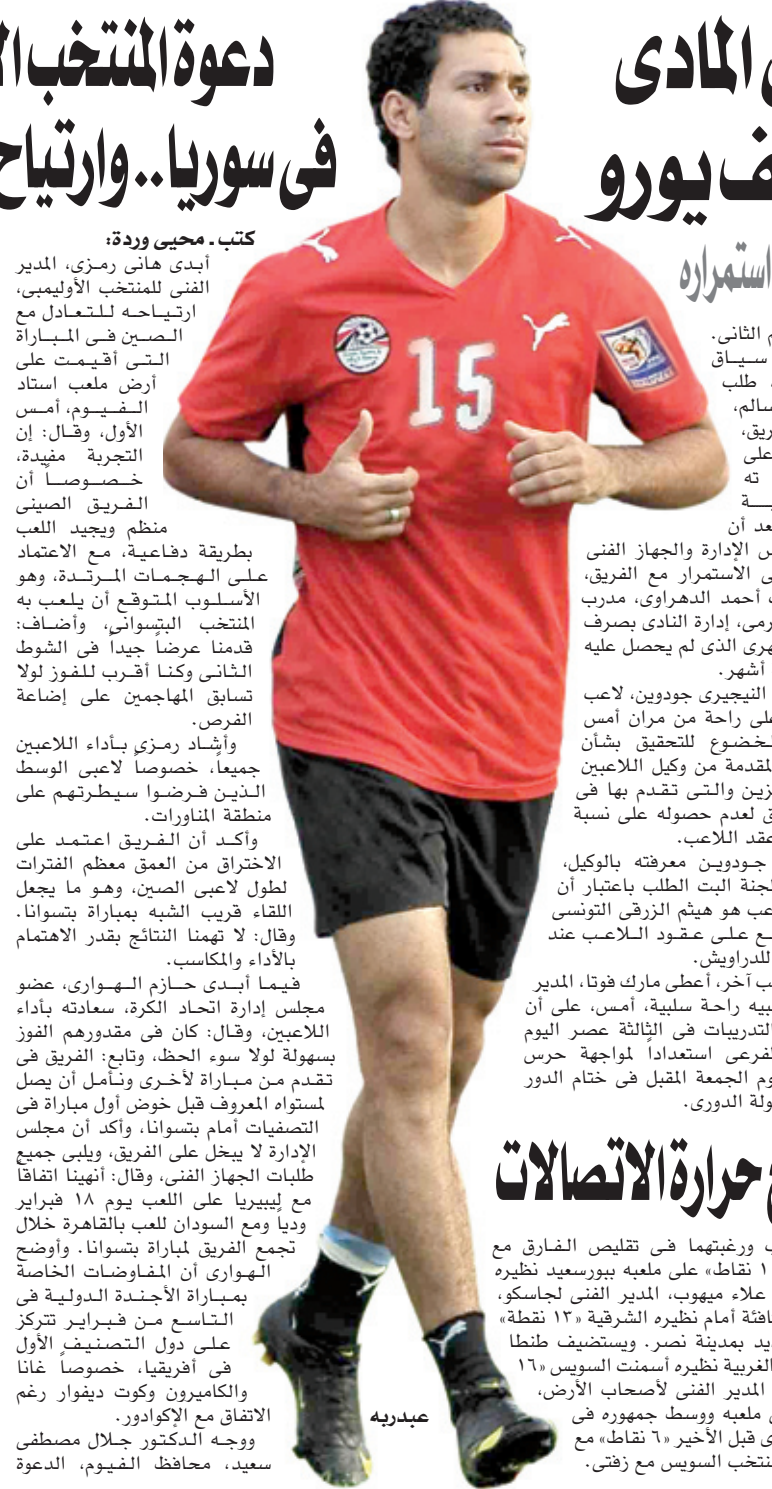 المادى
ف يورو
استمراره
م الثانى.
سـيـاق
طلب
سالم،
ريق،
على
ته
ـة
عد أن
س الإدارة والجهاز الفنى
ى الاستمرار مع الفريق،
أحمد الدهراوى، مدرب
رمى، إدارة النادى بصرف
هرى الذى لم يحصل عليه
أشهر.
النيجيرى جودوين، لاعب
على راحة من مران أمس
لخضوع للتحقيق بشأن
لمقدمة من وكيل اللاعبين
زين والتى تقدم بها فى
ق لعدم حصوله على نسبة
عقد اللاعب.
جودوين معرفته بالوكيل،
لجنة البت الطلب باعتبار أن
عب هو هيثم الزرقى التونسى
ـع على عقود اللاعب عند
للدراويش.
ب آخر، أعطى مارك فوتا، المدير
بيه راحة سلبية، أمس، على أن
التدريبات فى الثالثة عصر اليوم
لفرعى استعداداً لمواجهة حرس
وم الجمعة المقبل فى ختام الدور
ولة الدورى.
حرارة الاتصالات
ب ورغبتهما فى تقليص الفارق مع
١ نقاط» على ملعبه ببورسعيد نظيره
علاء ميهوب، المدير الفنى لجاسكو،
افئة أمام نظيره الشرقية «١٣ نقطة»
ديد بمدينة نصر. ويستضيف طنطا
الغربية نظيره أسمنت السويس «١٦
المدير الفنى لأصحاب الأرض،
ى ملعبه ووسط جمهوره فى
ى قبل الأخير «٦ نقاط» مع
نتخب السويس مع زفتى.
15
عبدربه
دعوة المنتخب الا
فى سوريا.. وارتياح
كتب ـ محيى وردة:
أبدى هانى رمزى، المدير
الفنى للمنتخب الأوليمبى،
ارتياحه للتعادل مع
الصين فى المباراة
التى أقيمت على
أرض ملعب استاد
الفيوم، أمس
الأول، وقال: إن
التجربة مفيدة،
خصوصاً أن
الفريق الصينى
منظم ويجيد اللعب
بطريقة دفاعية، مع الاعتماد
على الهجمات المرتدة، وهو
الأسلوب المتوقع أن يلعب به
المنتخب البتسوانى، وأضاف:
قدمنا عرضاً جيداً فى الشوط
الثانى وكنا أقرب للفوز لولا
تسابق المهاجمين على إضاعة
الفرص.
وأشاد رمزى بأداء اللاعبين
جميعاً، خصوصاً لاعبى الوسط
الذين فرضوا سيطرتهم على
منطقة المناورات.
وأكد أن الفريق اعتمد على
الاختراق من العمق معظم الفترات
لطول لاعبى الصين، وهو ما يجعل
اللقاء قريب الشبه بمباراة بتسوانا.
وقال: لا تهمنا النتائج بقدر الاهتمام
بالأداء والمكاسب.
فيما أبدى حازم الهوارى، عضو
مجلس إدارة اتحاد الكرة، سعادته بأداء
اللاعبين، وقال: كان فى مقدورهم الفوز
بسهولة لولا سوء الحظ، وتابع: الفريق فى
تقدم من مباراة لأخرى ونأمل أن يصل
لمستواه المعروف قبل خوض أول مباراة فى
التصفيات أمام بتسوانا، وأكد أن مجلس
الإدارة لا يبخل على الفريق، ويلبى جميع
طلبات الجهاز الفنى، وقال: أنهينا اتفاقاً
مع ليبيريا على اللعب يوم ١٨ فبراير
ودياً ومع السودان للعب بالقاهرة خلال
تجمع الفريق لمباراة بتسوانا. وأوضح
الهوارى أن المفاوضات الخاصة
بمباراة الأجندة الدولية فى
التاسع من فبراير تتركز
على دول التصنيف الأول
فى أفريقيا، خصوصاً غانا
والكاميرون وكوت ديفوار رغم
الاتفاق مع الإكوادور.
ووجه الدكتور جلال مصطفى
سعيد، محافظ الفيوم، الدعوة